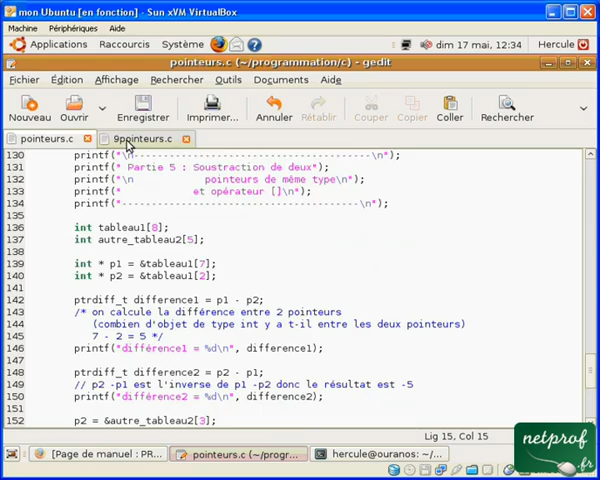 mon Ubuntu [en fonction] - Sun xVM VirtualBox
Machine Périphériques Aide
Applications Raccourcis Système dim 17 mai, 12:34 Hercule
pointeurs.c (~/programmation/c) - gedit
Fichier Édition Affichage Rechercher Outils Documents Aide
Nouveau Ouvrir Enregistrer Imprimer... Annuler Rétablir Couper Copier Coller Rechercher
pointeurs.c 9pointeurs.c
130 printf("\n----------------------------------------\n");
131 printf(" Partie 5 : Soustraction de deux");
132 printf("\n pointeurs de même type\n");
133 printf(" et opérateur []\n");
134 printf("----------------------------------------\n");
135
136 int tableau1[8];
137 int autre_tableau2[5];
138
139 int * p1 = &tableau1[7];
140 int * p2 = &tableau1[2];
141
142 ptrdiff_t difference1 = p1 - p2;
143 /* on calcule la différence entre 2 pointeurs
144 (combien d'objet de type int y a t-il entre les deux pointeurs)
145 7 - 2 = 5 */
146 printf("différence1 = %d\n", difference1);
147
148 ptrdiff_t difference2 = p2 - p1;
149 // p2 -p1 est l'inverse de p1 -p2 donc le résultat est -5
150 printf("différence2 = %d\n", difference2);
151
152 p2 = &autre_tableau2[3];
Lig 15, Col 15
[Page de manuel : PR... pointeurs.c (~/progr... hercule@ouranos: ~/...
netprof
.fr